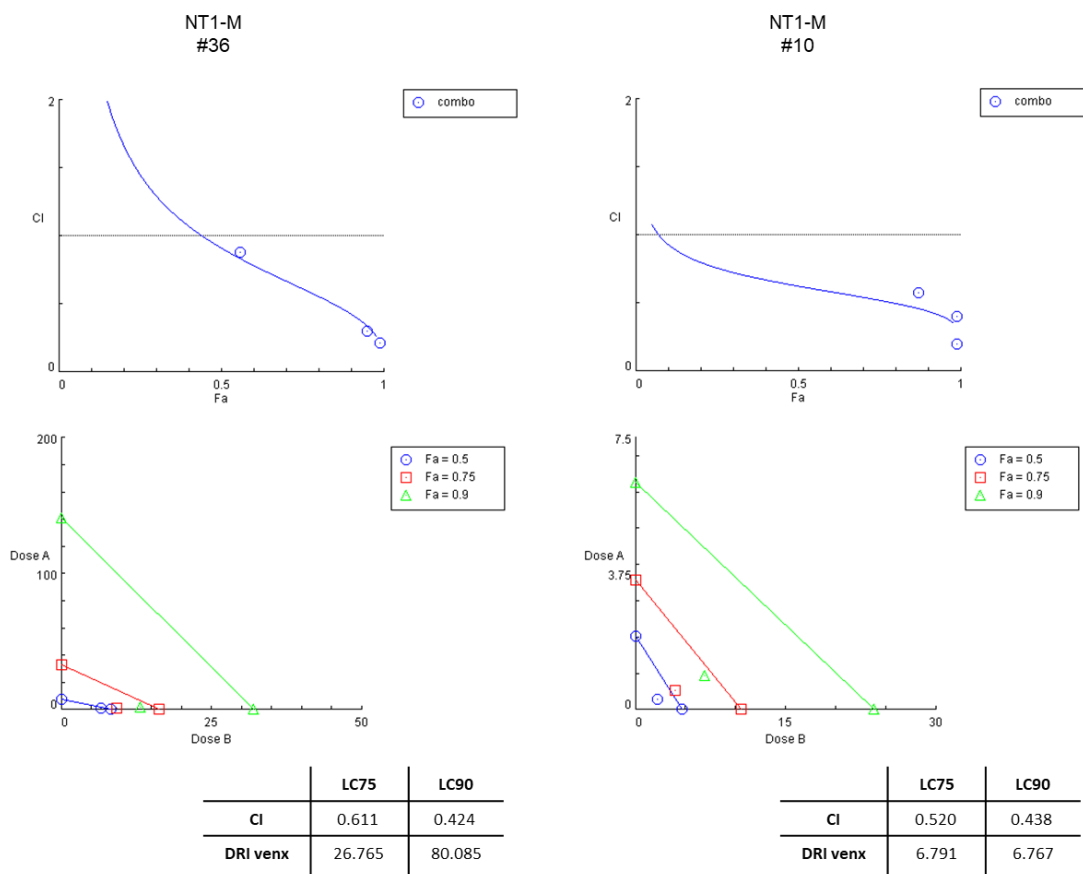 NT1-M
#36
2
combo
CI
0
0 0.5 1
Fa
200
Fa = 0.5
Fa = 0.75
Fa = 0.9
Dose A
100
0
0 25 50
Dose B
LC75 LC90
CI 0.611 0.424
DRI venx 26.765 80.085
NT1-M
#10
2
combo
CI
0
0 0.5 1
Fa
7.5
Fa = 0.5
Fa = 0.75
Fa = 0.9
Dose A
3.75
0
0 15 30
Dose B
LC75 LC90
CI 0.520 0.438
DRI venx 6.791 6.767